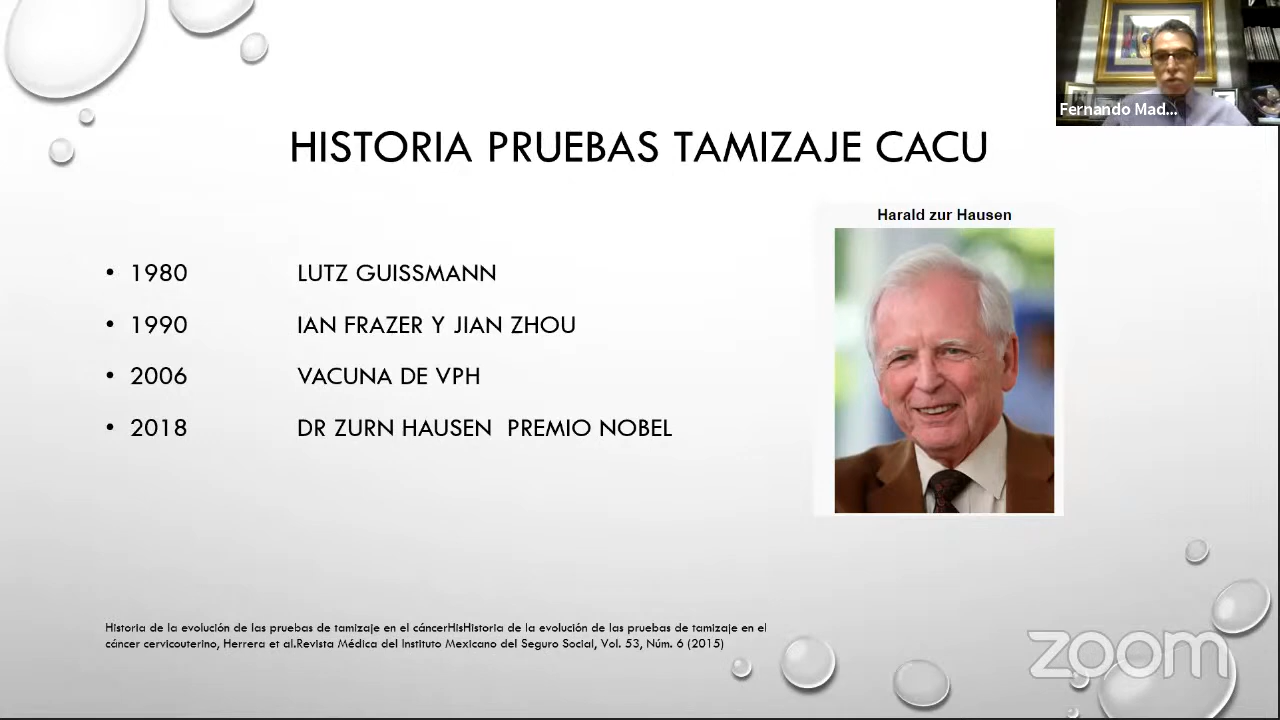 Fernando Mad...
HISTORIA PRUEBAS TAMIZAJE CACU
Harald zur Hausen
• 1980 LUTZ GUISSMANN
• 1990 IAN FRAZER Y JIAN ZHOU
• 2006 VACUNA DE VPH
• 2018 DR ZURN HAUSEN PREMIO NOBEL
Historia de la evolución de las pruebas de tamizaje en el cáncerHisHistoria de la evolución de las pruebas de tamizaje en el
cáncer cervicouterino, Herrera et al.Revista Médica del Instituto Mexicano del Seguro Social, Vol. 53, Núm. 6 (2015)
zoom